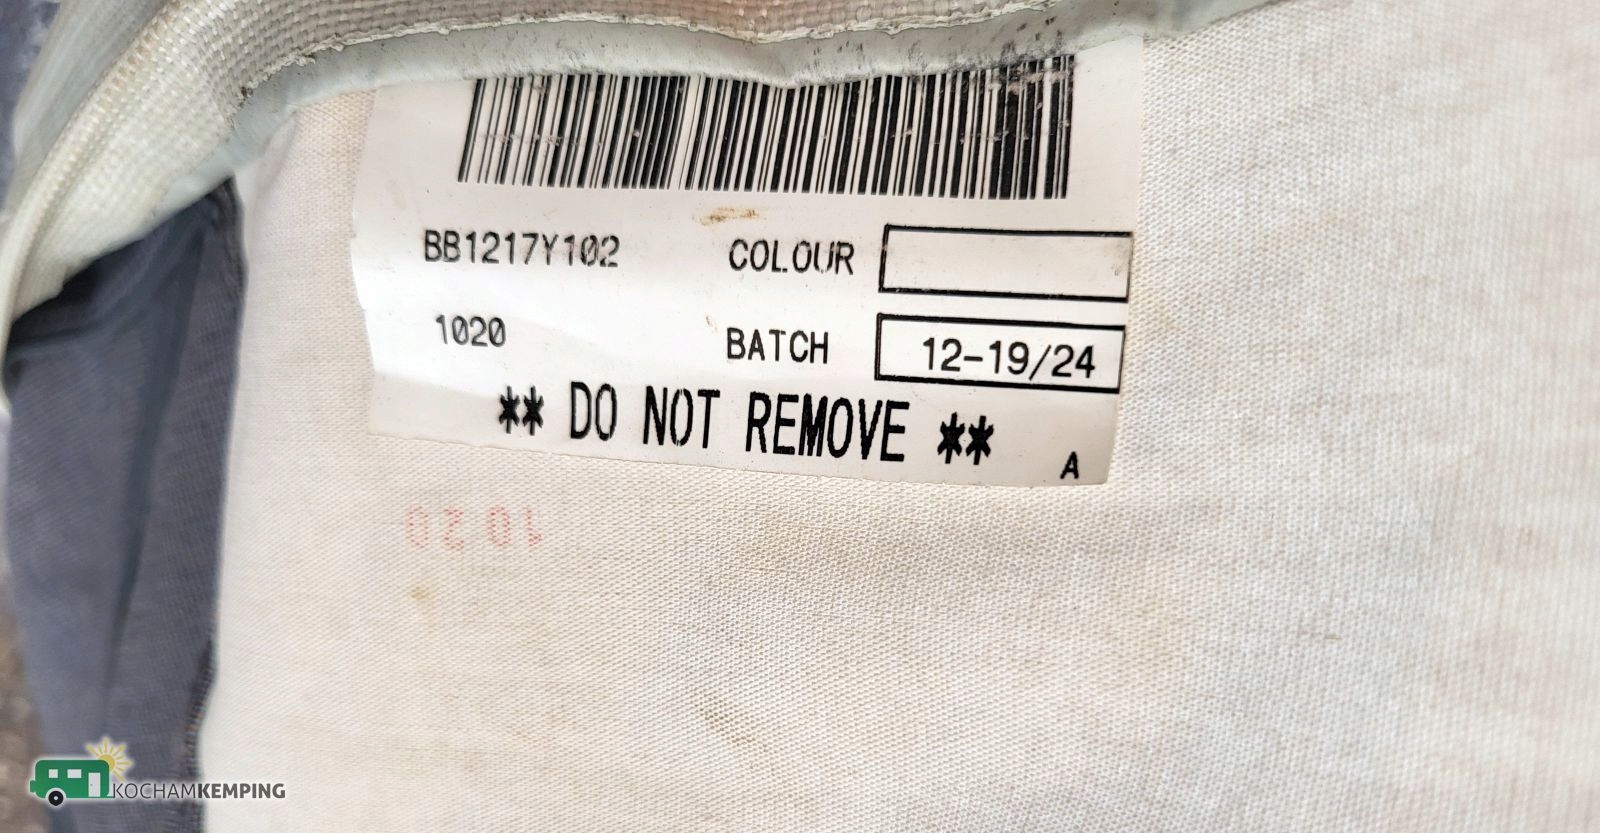 BB1217Y102 COLOUR
1020 BATCH 12-19/24
** DO NOT REMOVE **
A
1020
KOCHAMKEMPING